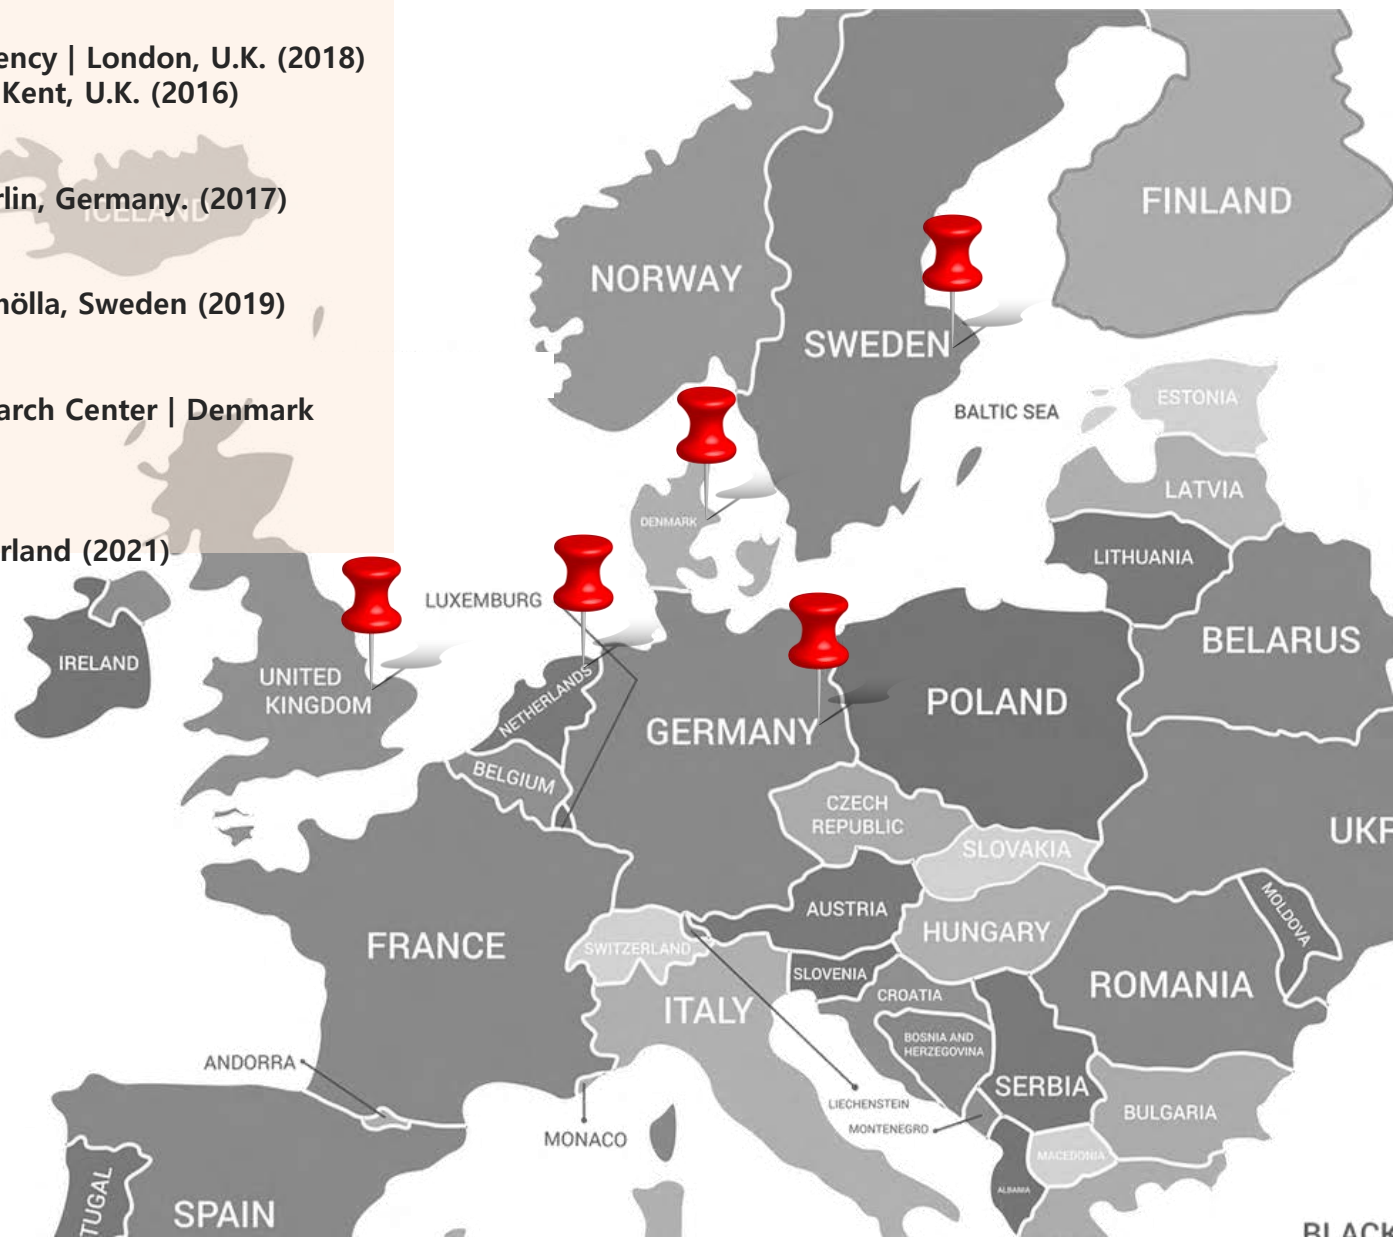 ency | London, U.K. (2018)
Kent, U.K. (2016)
rlin, Germany. (2017)
ICELAND
nölla, Sweden (2019)
arch Center | Denmark
rland (2021)
FINLAND
NORWAY
SWEDEN
BALTIC SEA
ESTONIA
LATVIA
DENMARK
LITHUANIA
LUXEMBURG
BELARUS
IRELAND
UNITED
KINGDOM
NETHERLANDS
POLAND
GERMANY
BELGIUM
CZECH
REPUBLIC
UKR
SLOVAKIA
AUSTRIA
MOLDOVA
HUNGARY
FRANCE
SWITZERLAND
SLOVENIA
ROMANIA
CROATIA
ITALY
BOSNIA AND
HERZEGOVINA
ANDORRA
SERBIA
LIECHENSTEIN
BULGARIA
MONTENEGRO
MONACO
MACEDONIA
ALBANIA
TUGAL
SPAIN
BLACK